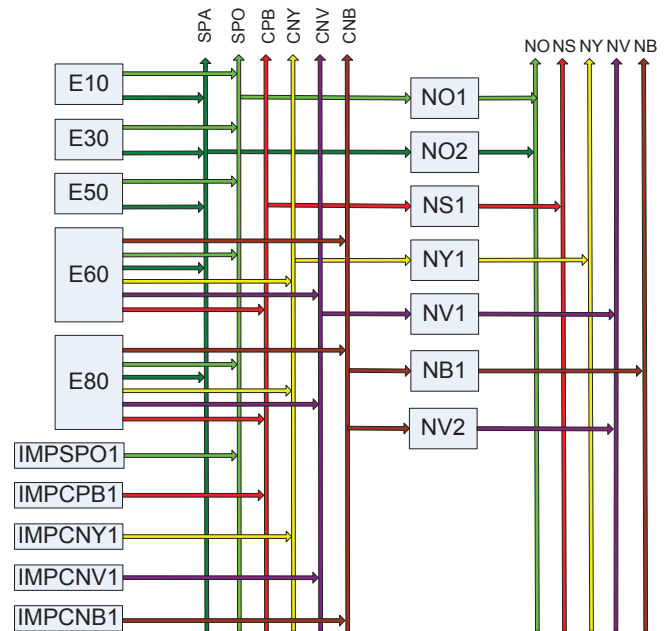 SPA SPO CPB CNY CNV CNB
NO NS NY NV NB
E10
NO1
E30
NO2
E50
NS1
E60
NY1
NV1
E80
NB1
NV2
IMPSPO1
IMPCPB1
IMPCNY1
IMPCNV1
IMPCNB1